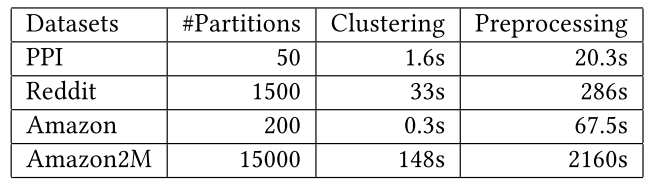 Datasets #Partitions Clustering Preprocessing
PPI 50 1.6s 20.3s
Reddit 1500 33s 286s
Amazon 200 0.3s 67.5s
Amazon2M 15000 148s 2160s